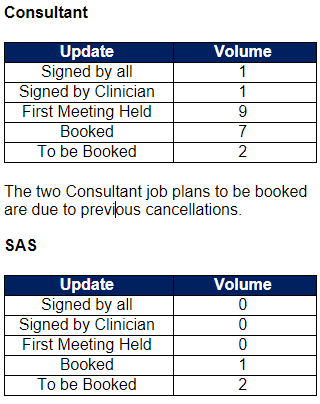 Consultant
Update Volume
Signed by all 1
Signed by Clinician 1
First Meeting Held 9
Booked 7
To be Booked 2
The two Consultant job plans to be booked
are due to previous cancellations.
SAS
Update Volume
Signed by all 0
Signed by Clinician 0
First Meeting Held 0
Booked 1
To be Booked 2